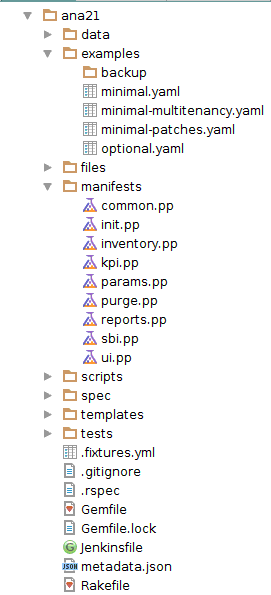 ana21
data
examples
backup
minimal.yaml
minimal-multitenancy.yaml
minimal-patches.yaml
optional.yaml
files
manifests
common.pp
init.pp
inventory.pp
kpi.pp
params.pp
purge.pp
reports.pp
sbi.pp
ui.pp
scripts
spec
templates
tests
.fixtures.yml
.gitignore
.rspec
Gemfile
Gemfile.lock
Jenkinsfile
metadata.json
Rakefile